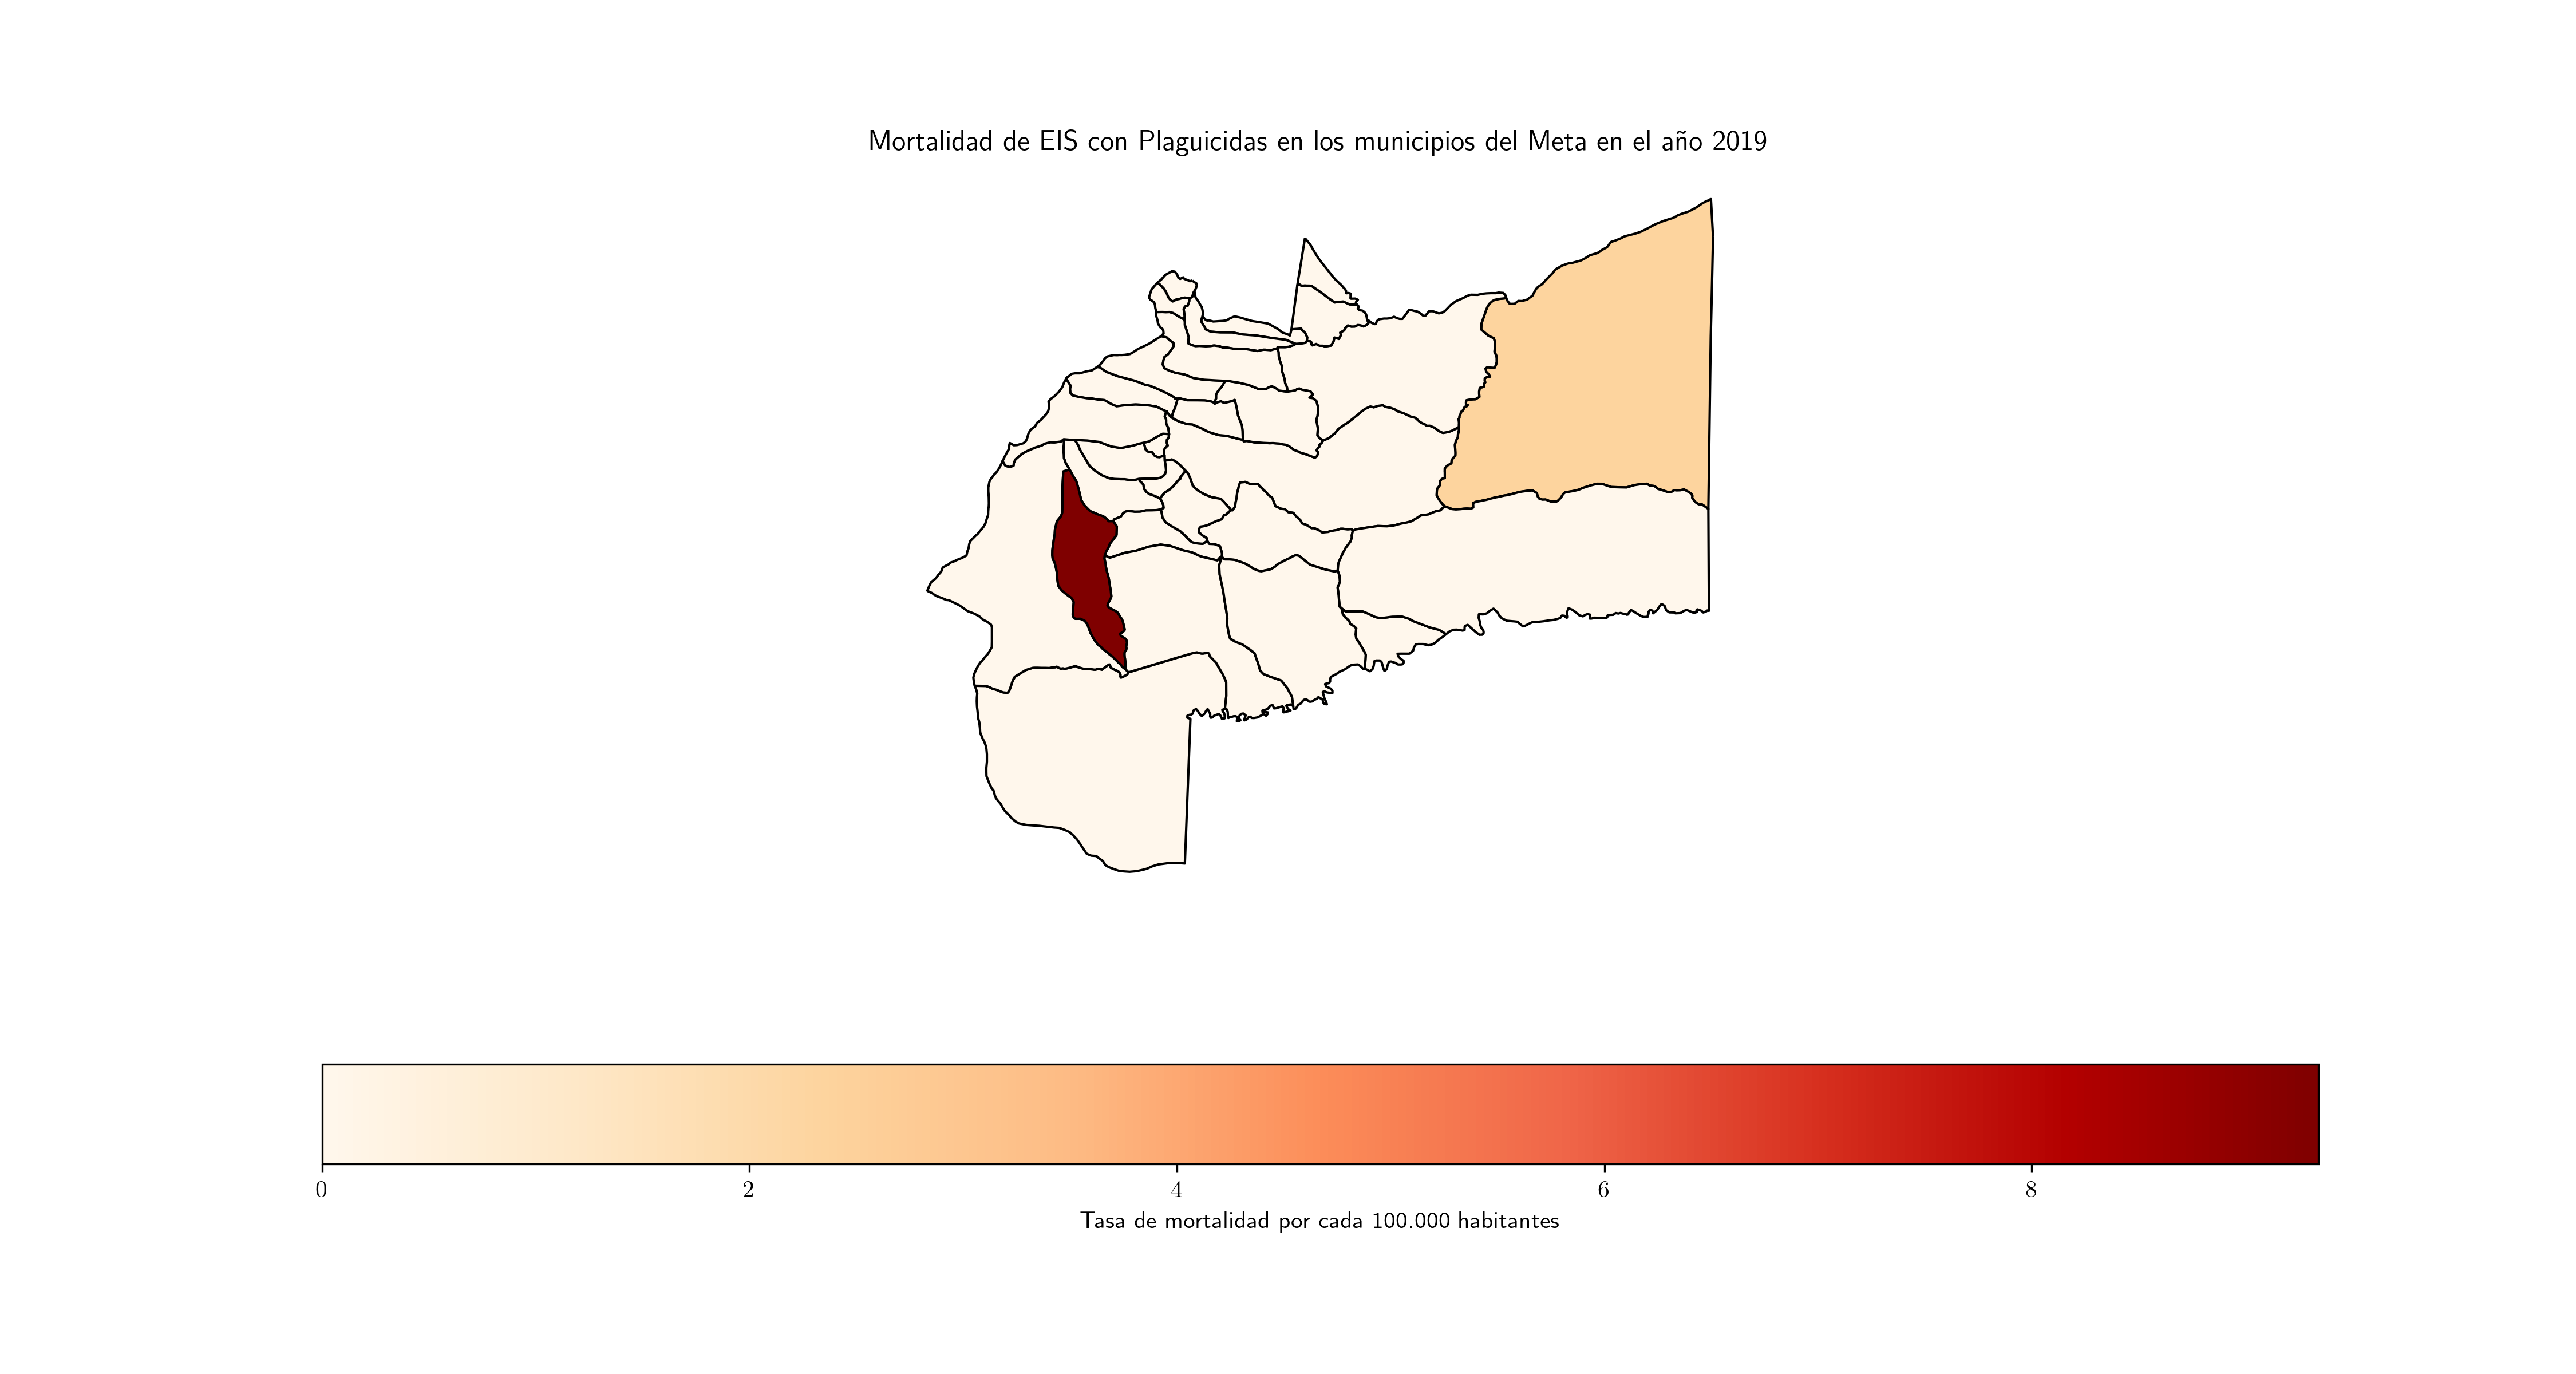 Mortalidad de EIS con Plaguicidas en los municipios del Meta en el año 2019
0 2 4 6 8
Tasa de mortalidad por cada 100.000 habitantes